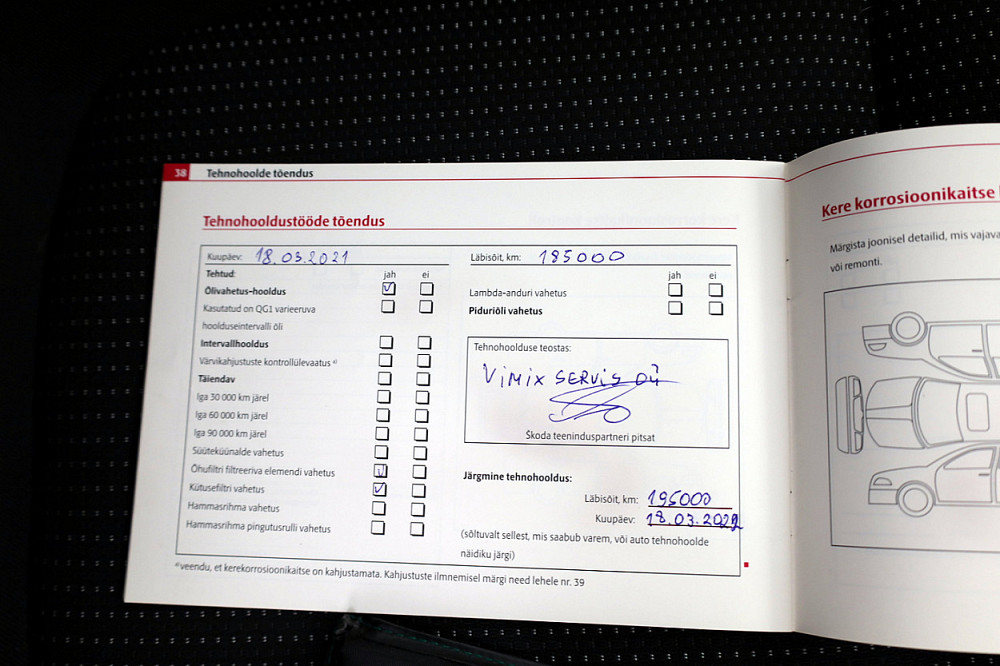 38 Tehnohoolde tõendus
Tehnohooldustööde tõendus
Kuupäev: 18.03.2021
Tehtud: jah ei
Õlivahetus-hooldus
Kasutatud on QG1 varieeruva
hoolduseintervalli õli
Intervallhooldus
Värvikahjustuste kontrollülevaatus ⁴⁾
Täiendav
Iga 30 000 km järel
Iga 60 000 km järel
Iga 90 000 km järel
Süüteküünalde vahetus
Õhufiltri filtreeriva elemendi vahetus
Kütusefiltri vahetus
Hammasrihma vahetus
Hammasrihma pingutusrulli vahetus
Läbisõit, km: 185000
jah ei
Lambda-anduri vahetus
Piduriõli vahetus
Tehnohoolduse teostas:
VIMIX SERVIS OÜ
Škoda teeninduspartneri pitsat
Järgmine tehnohooldus:
Läbisõit, km: 195000
Kuupäev: 18.03.2022
(sõltuvalt sellest, mis saabub varem, või auto tehnohoolde
näidiku järgi)
⁴⁾ veendu, et kerekorrosioonikaitse on kahjustamata. Kahjustuste ilmnemisel märgi need lehele nr. 39
Kere korrosioonikaitse
Märgista joonisel detailid, mis vajava
või remonti.